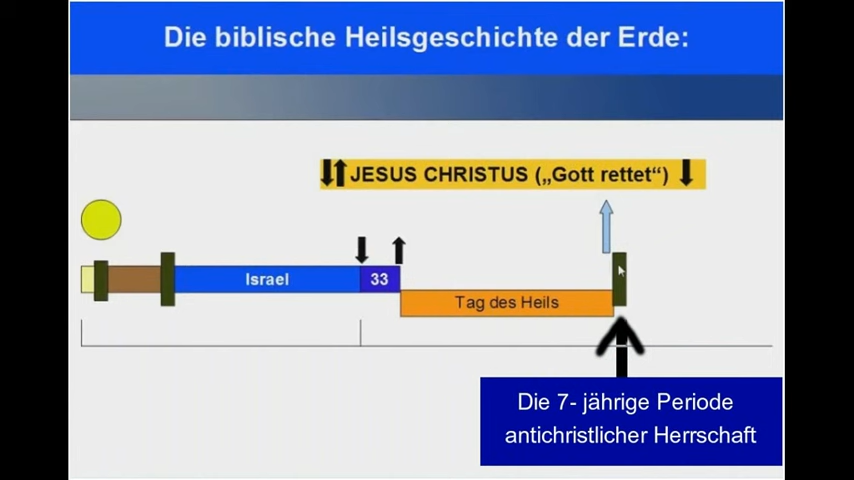 Die biblische Heilsgeschichte der Erde:
JESUS CHRISTUS („Gott rettet“)
Israel
33
Tag des Heils
Die 7- jährige Periode
antichristlicher Herrschaft